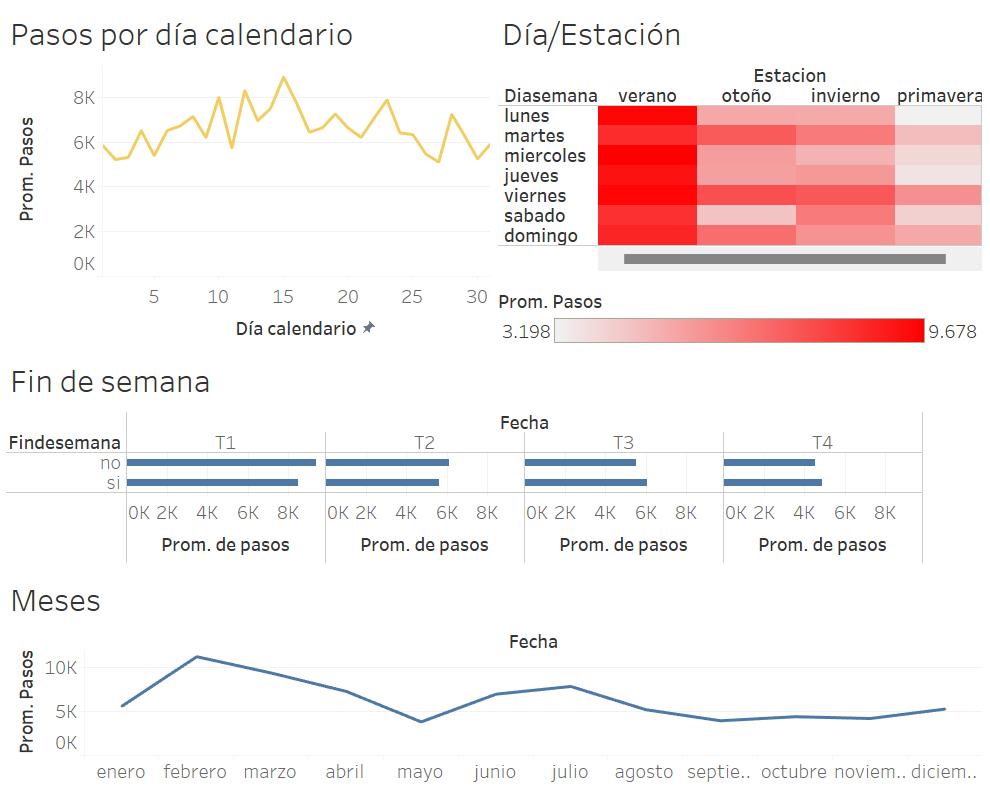 Pasos por día calendario
Prom. Pasos
8K
6K
4K
2K
0K
5 10 15 20 25 30
Día calendario
Día/Estación
Estacion
Diasemana verano otoño invierno primavera
lunes
martes
miercoles
jueves
viernes
sabado
domingo
Prom. Pasos
3.198 9.678
Fin de semana
Fecha
Findesemana T1 T2 T3 T4
no
si
0K 2K 4K 6K 8K 0K 2K 4K 6K 8K 0K 2K 4K 6K 8K 0K 2K 4K 6K 8K
Prom. de pasos Prom. de pasos Prom. de pasos Prom. de pasos
Meses
Fecha
Prom. Pasos
10K
5K
0K
enero febrero marzo abril mayo junio julio agosto septie.. octubre noviem.. diciem..